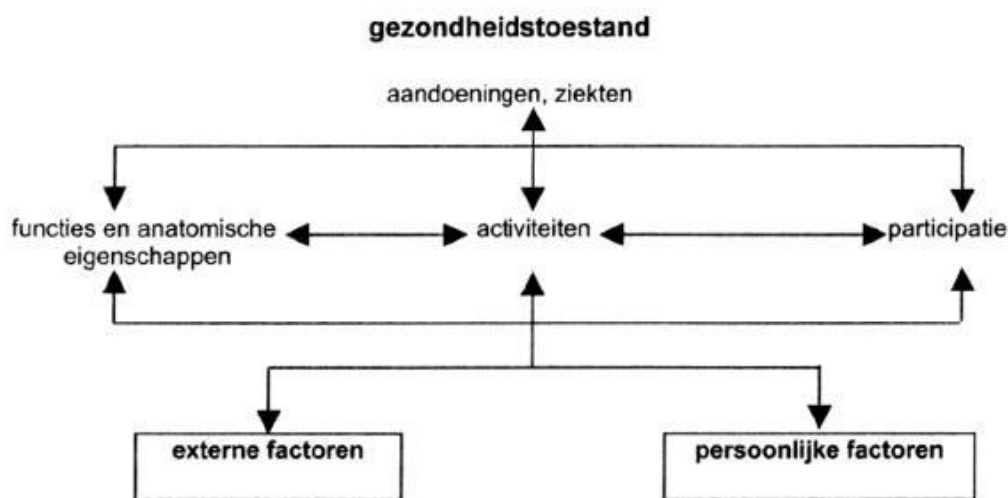 gezondheidstoestand
aandoeningen, ziekten
functies en anatomische
eigenschappen
activiteiten
participatie
externe factoren
persoonlijke factoren